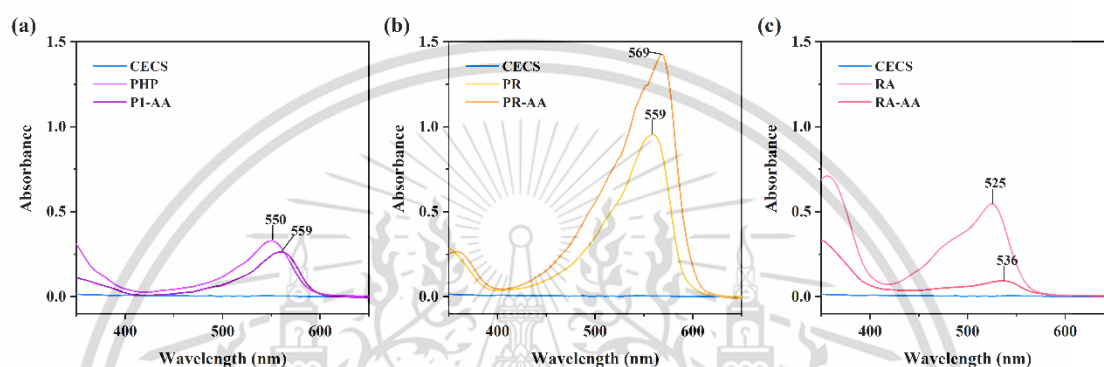 (a)
1.5
CECS
PHP
P1-AA
1.0
Absorbance
0.5
550
559
0.0
400
500
600
Wavelength (nm)
(b)
1.5
569
CECS
PR
PR-AA
1.0
559
Absorbance
0.5
0.0
400
500
600
Wavelength (nm)
(c)
1.5
CECS
RA
RA-AA
1.0
Absorbance
525
0.5
536
0.0
400
500
600
Wavelength (nm)